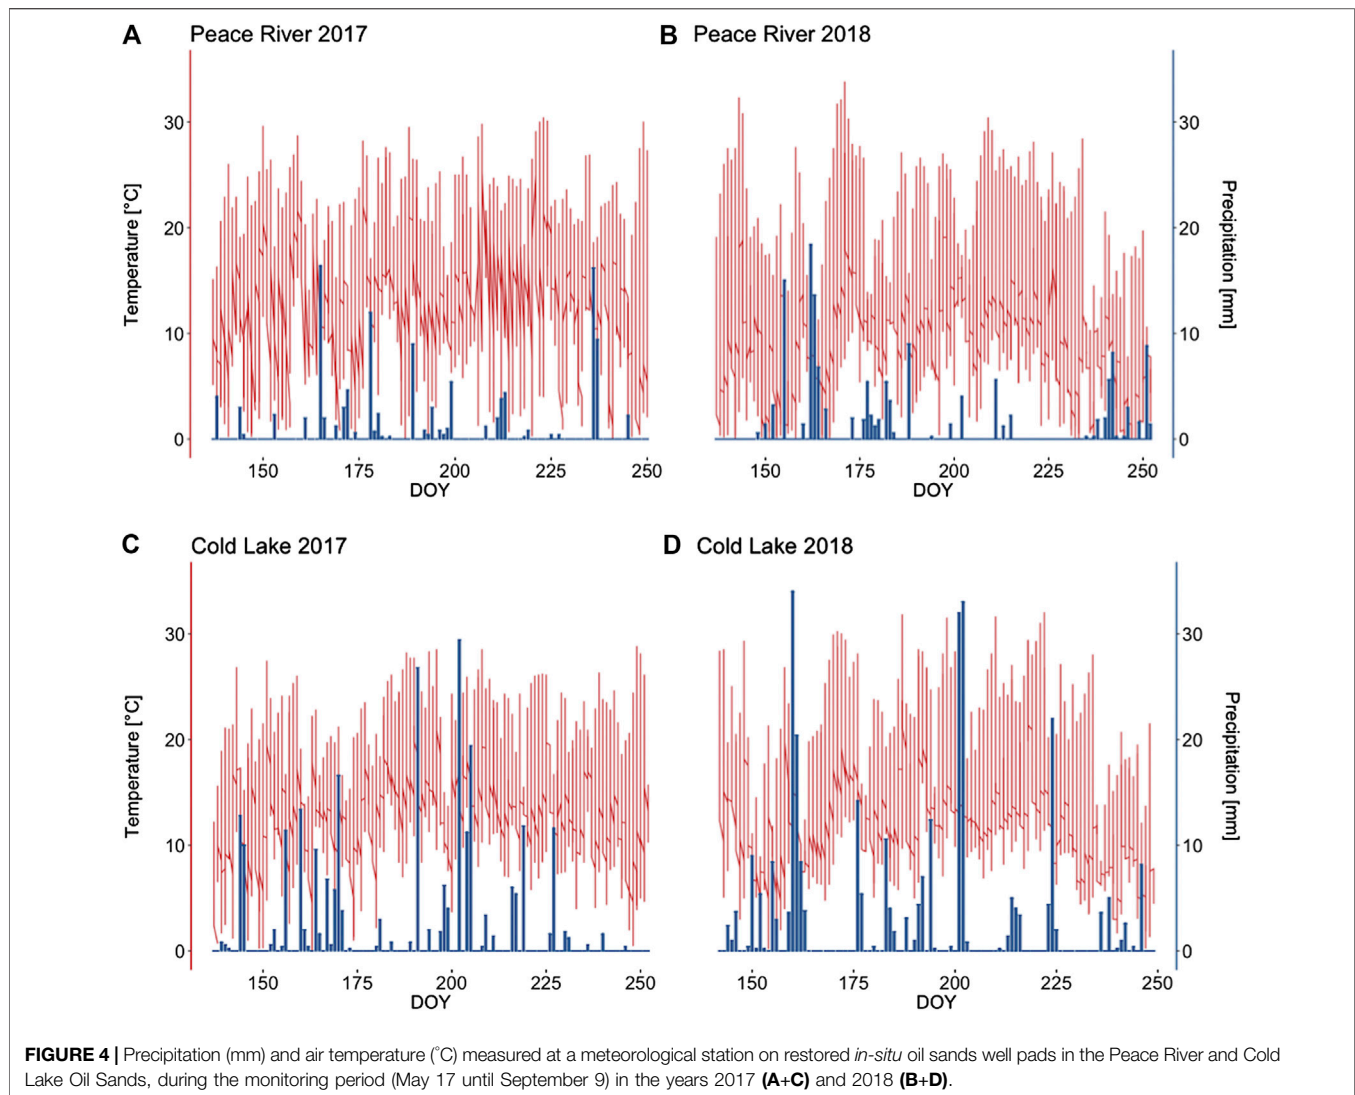 A Peace River 2017
B Peace River 2018
Temperature [°C]
30
20
10
0
150 175 200 225 250
DOY
150 175 200 225 250
DOY
30
20
10
0
Precipitation [mm]
C Cold Lake 2017
D Cold Lake 2018
Temperature [°C]
30
20
10
0
150 175 200 225 250
DOY
150 175 200 225 250
DOY
30
20
10
0
Precipitation [mm]
FIGURE 4 | Precipitation (mm) and air temperature (°C) measured at a meteorological station on restored in-situ oil sands well pads in the Peace River and Cold
Lake Oil Sands, during the monitoring period (May 17 until September 9) in the years 2017 (A+C) and 2018 (B+D).